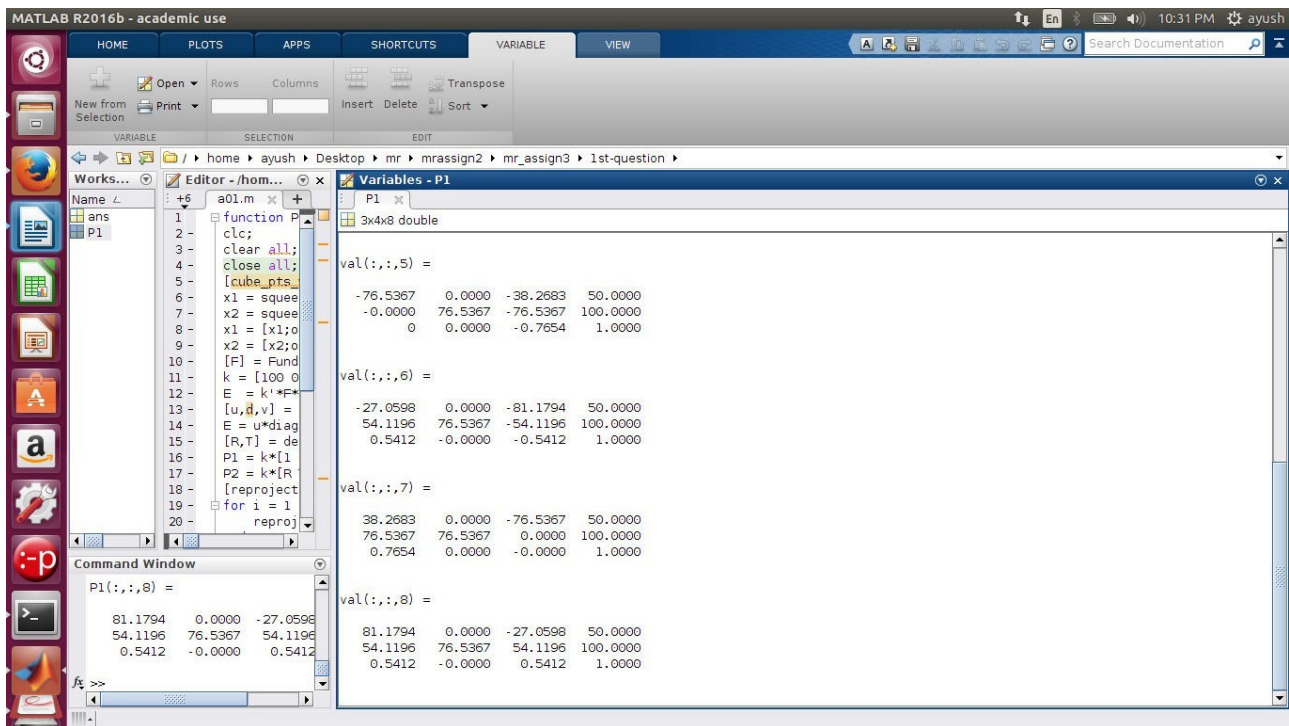 MATLAB R2016b - academic use
En
10:31 PM
ayush
HOME
PLOTS
APPS
SHORTCUTS
VARIABLE
VIEW
Search Documentation
New from Selection
Open
Print
Rows
Columns
Insert
Delete
Transpose
Sort
VARIABLE
SELECTION
EDIT
/ home ayush Desktop mr mrassign2 mr_assign3 1st-question
Works...
Name
ans
P1
Editor - /hom...
+6
a01.m
1 function P
2 - clc;
3 - clear all;
4 - close all;
5 - [cube_pts_
6 - x1 = squee
7 - x2 = squee
8 - x1 = [x1;o
9 - x2 = [x2;o
10 - [F] = Fund
11 - k = [100 0
12 - E = k'*F*
13 - [u,d,v] =
14 - E = u*diag
15 - [R,T] = de
16 - P1 = k*[1
17 - P2 = k*[R
18 - [reproject
19 - for i = 1
20 - reproj
Command Window
P1(:,:,8) =
81.1794 0.0000 -27.0598
54.1196 76.5367 54.1196
0.5412 -0.0000 0.5412
fx >>
Variables - P1
P1
3x4x8 double
val(:,:,5) =
-76.5367 0.0000 -38.2683 50.0000
-0.0000 76.5367 -76.5367 100.0000
0 0.0000 -0.7654 1.0000
val(:,:,6) =
-27.0598 0.0000 -81.1794 50.0000
54.1196 76.5367 -54.1196 100.0000
0.5412 -0.0000 -0.5412 1.0000
val(:,:,7) =
38.2683 0.0000 -76.5367 50.0000
76.5367 76.5367 0.0000 100.0000
0.7654 0.0000 -0.0000 1.0000
val(:,:,8) =
81.1794 0.0000 -27.0598 50.0000
54.1196 76.5367 54.1196 100.0000
0.5412 -0.0000 0.5412 1.0000